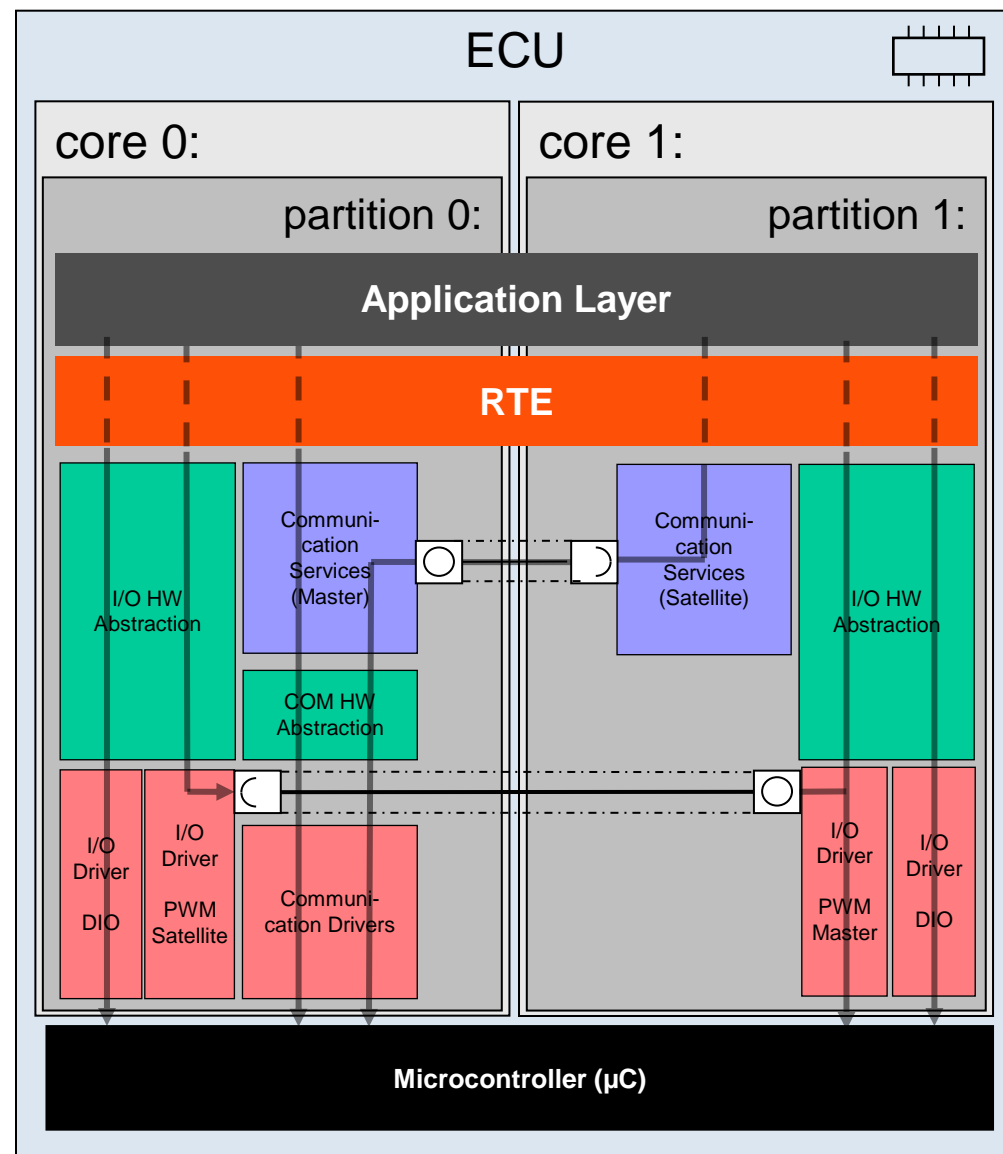 ECU
core 0:
core 1:
partition 0:
partition 1:
Application Layer
RTE
I/O HW
Abstraction
Communi-
cation
Services
(Master)
Communi-
cation
Services
(Satellite)
I/O HW
Abstraction
COM HW
Abstraction
I/O
Driver
DIO
I/O
Driver
PWM
Satellite
Communi-
cation Drivers
I/O
Driver
PWM
Master
I/O
Driver
DIO
Microcontroller (µC)